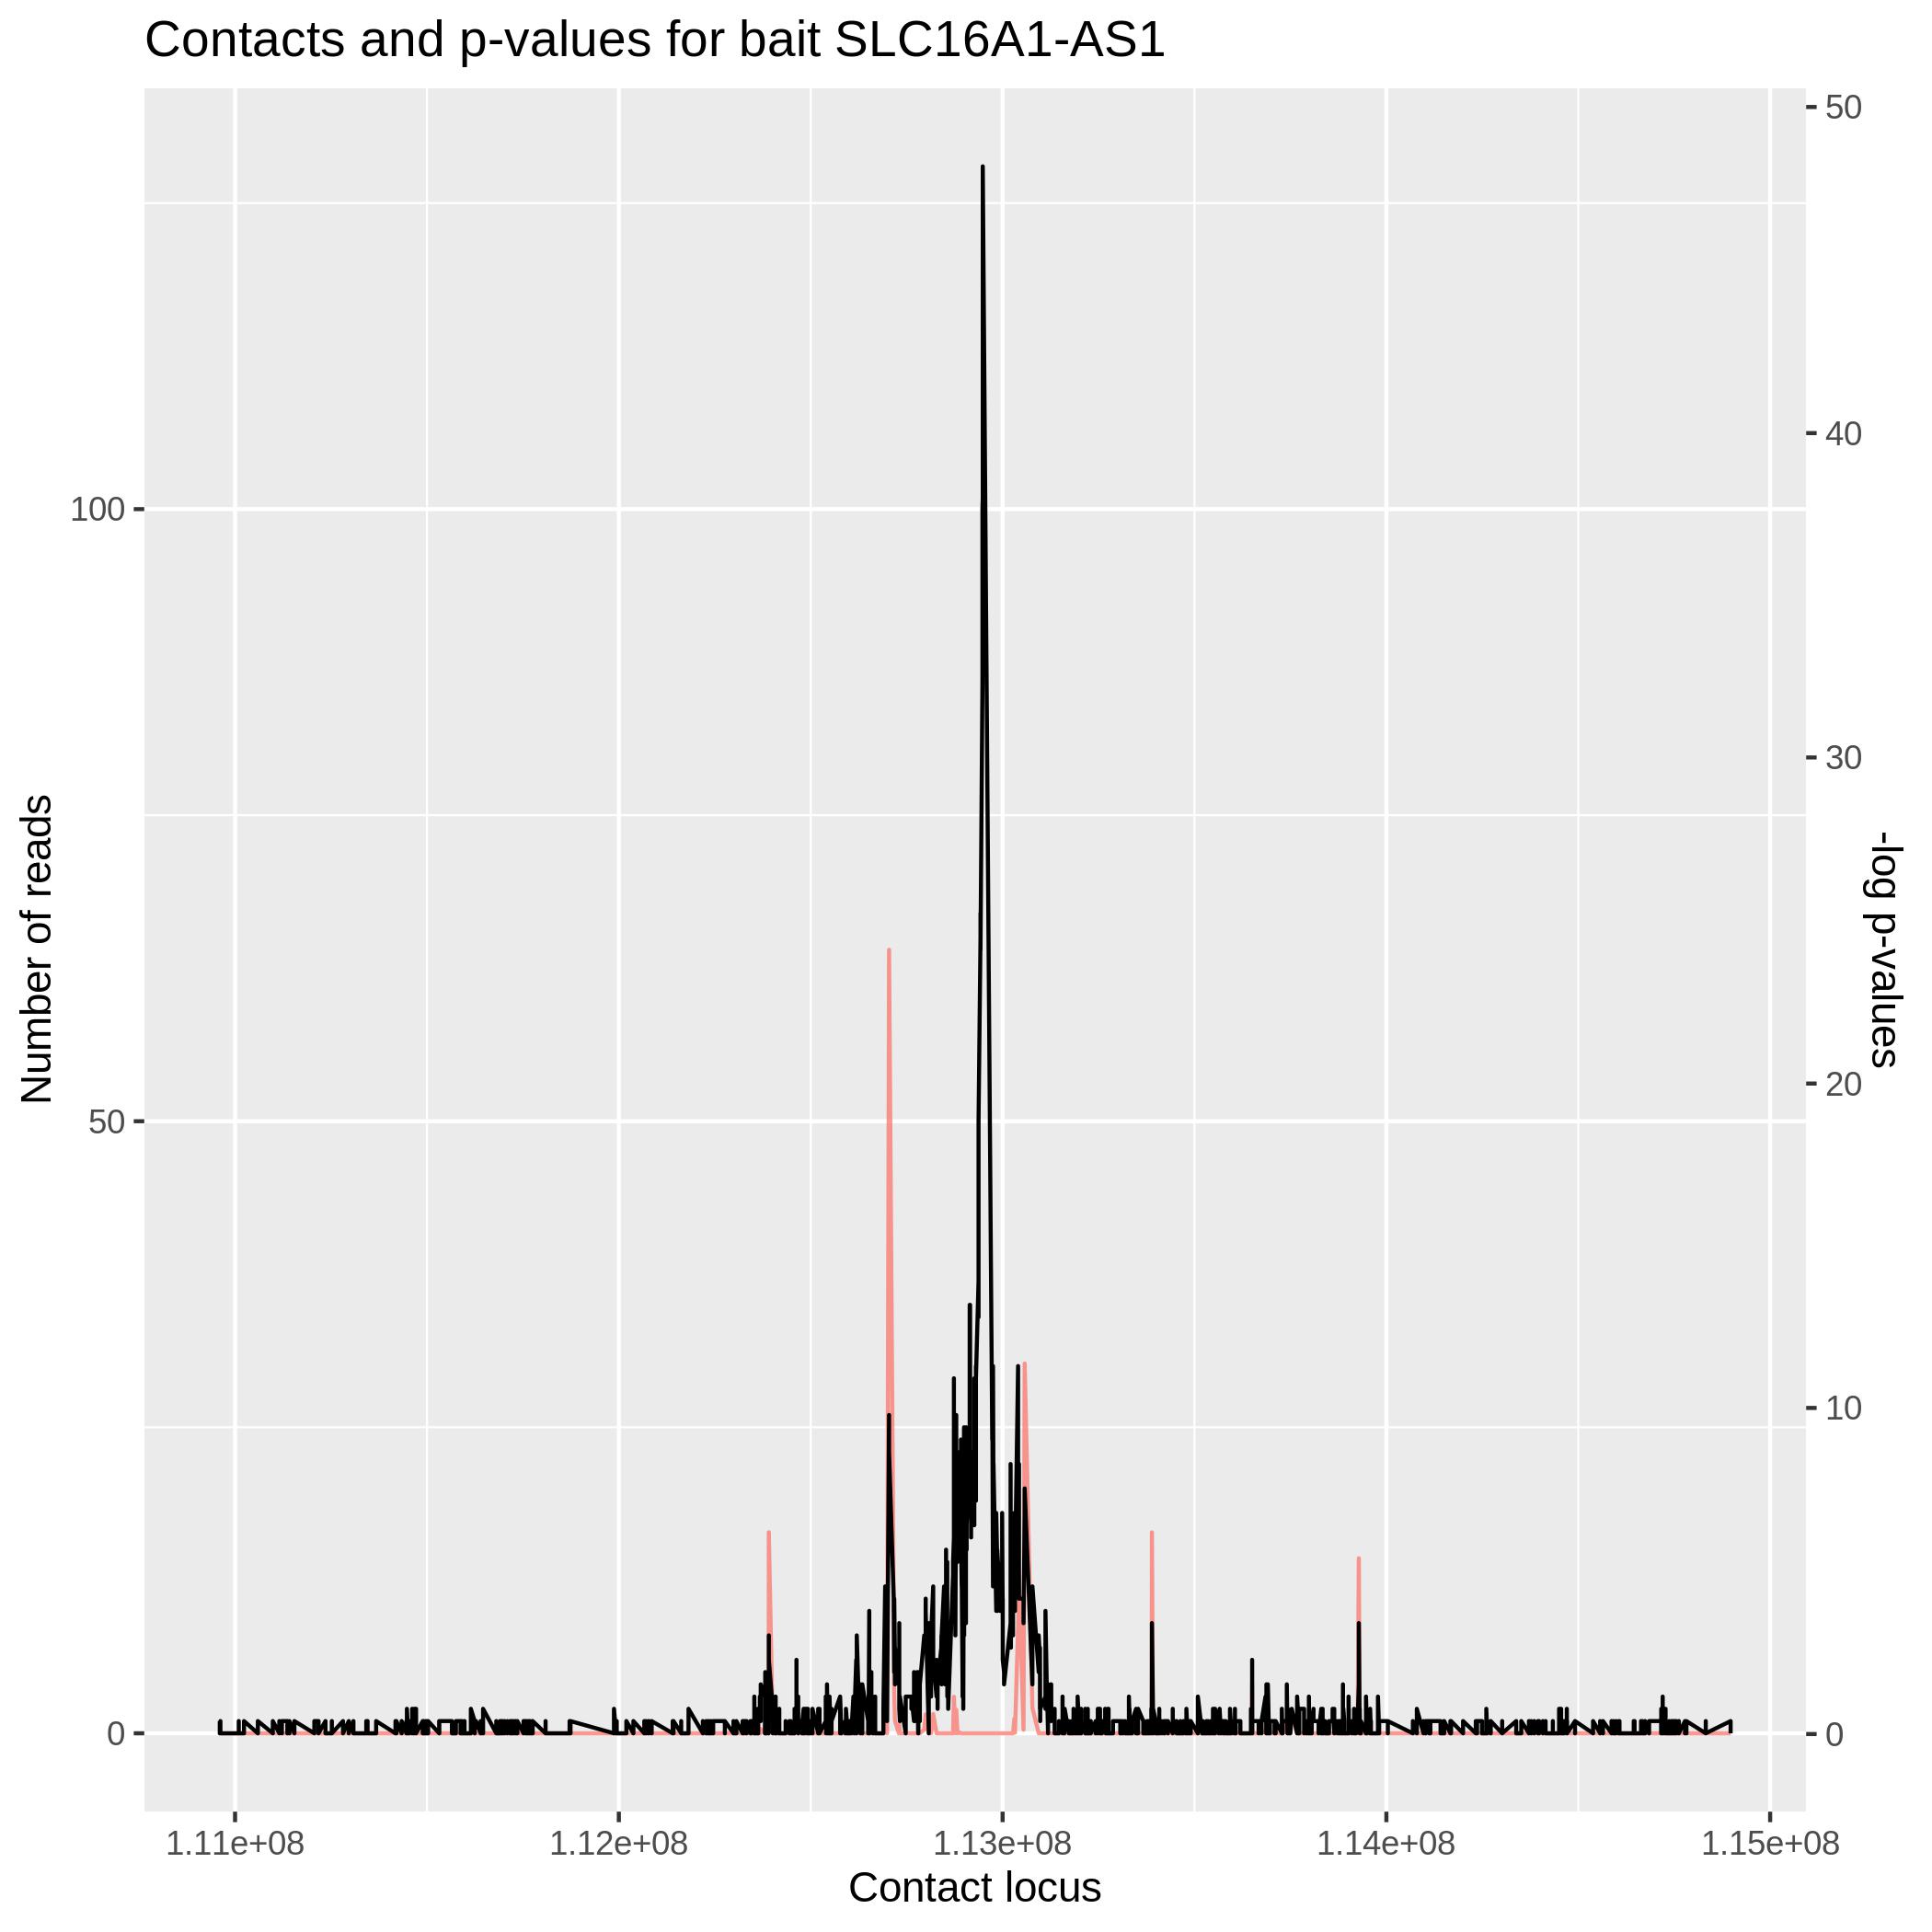 Contacts and p-values for bait SLC16A1-AS1
50
40
100
30
Number of reads
-log p-values
50
20
10
0
0
1.11e+08
1.12e+08
1.13e+08
1.14e+08
1.15e+08
Contact locus